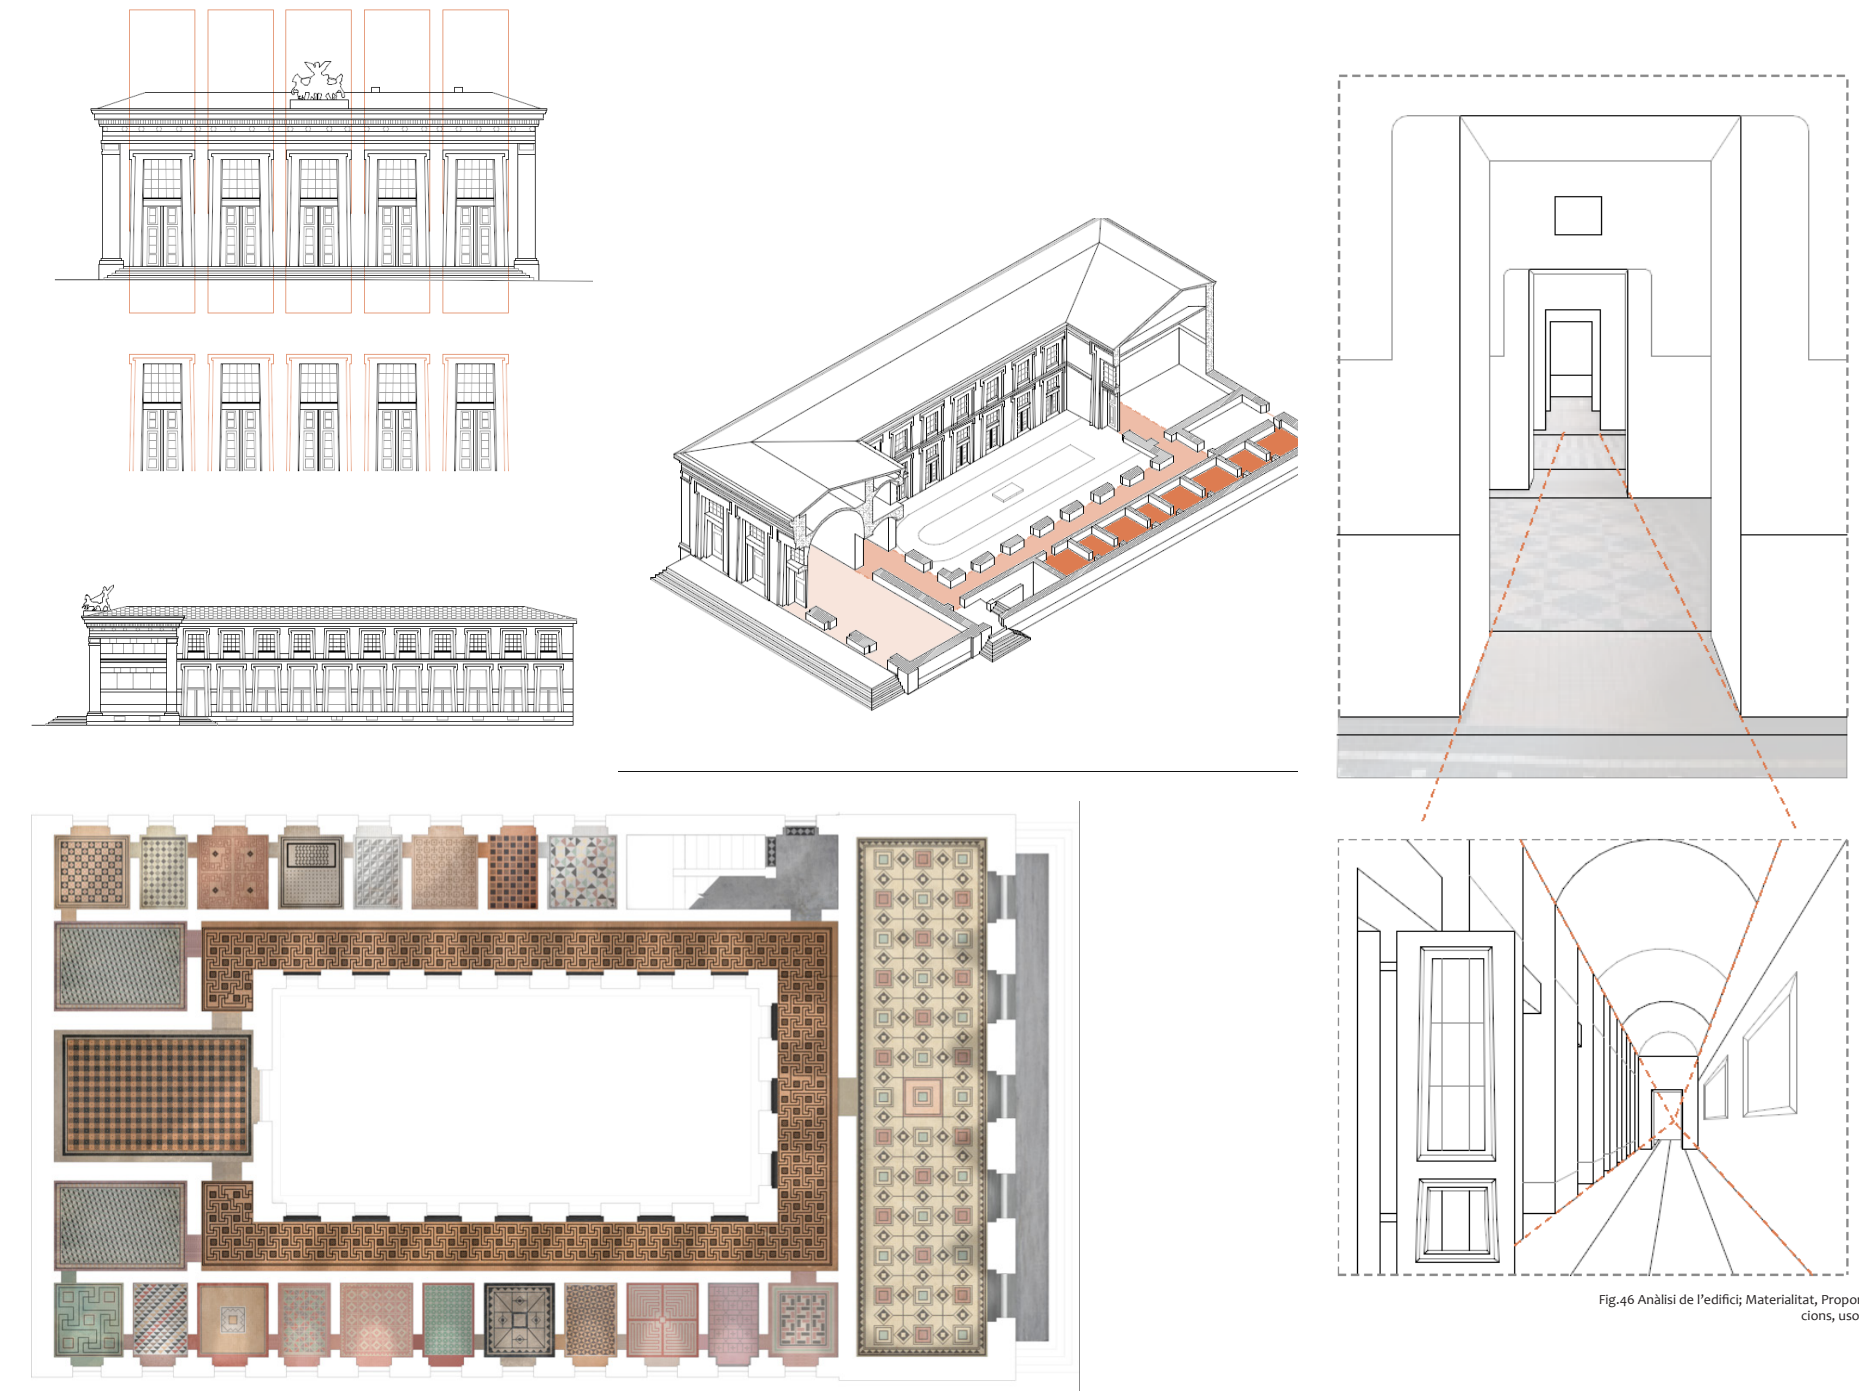 Fig.46 Anàlisi de l'edifici; Materialitat, Propor
cions, uso